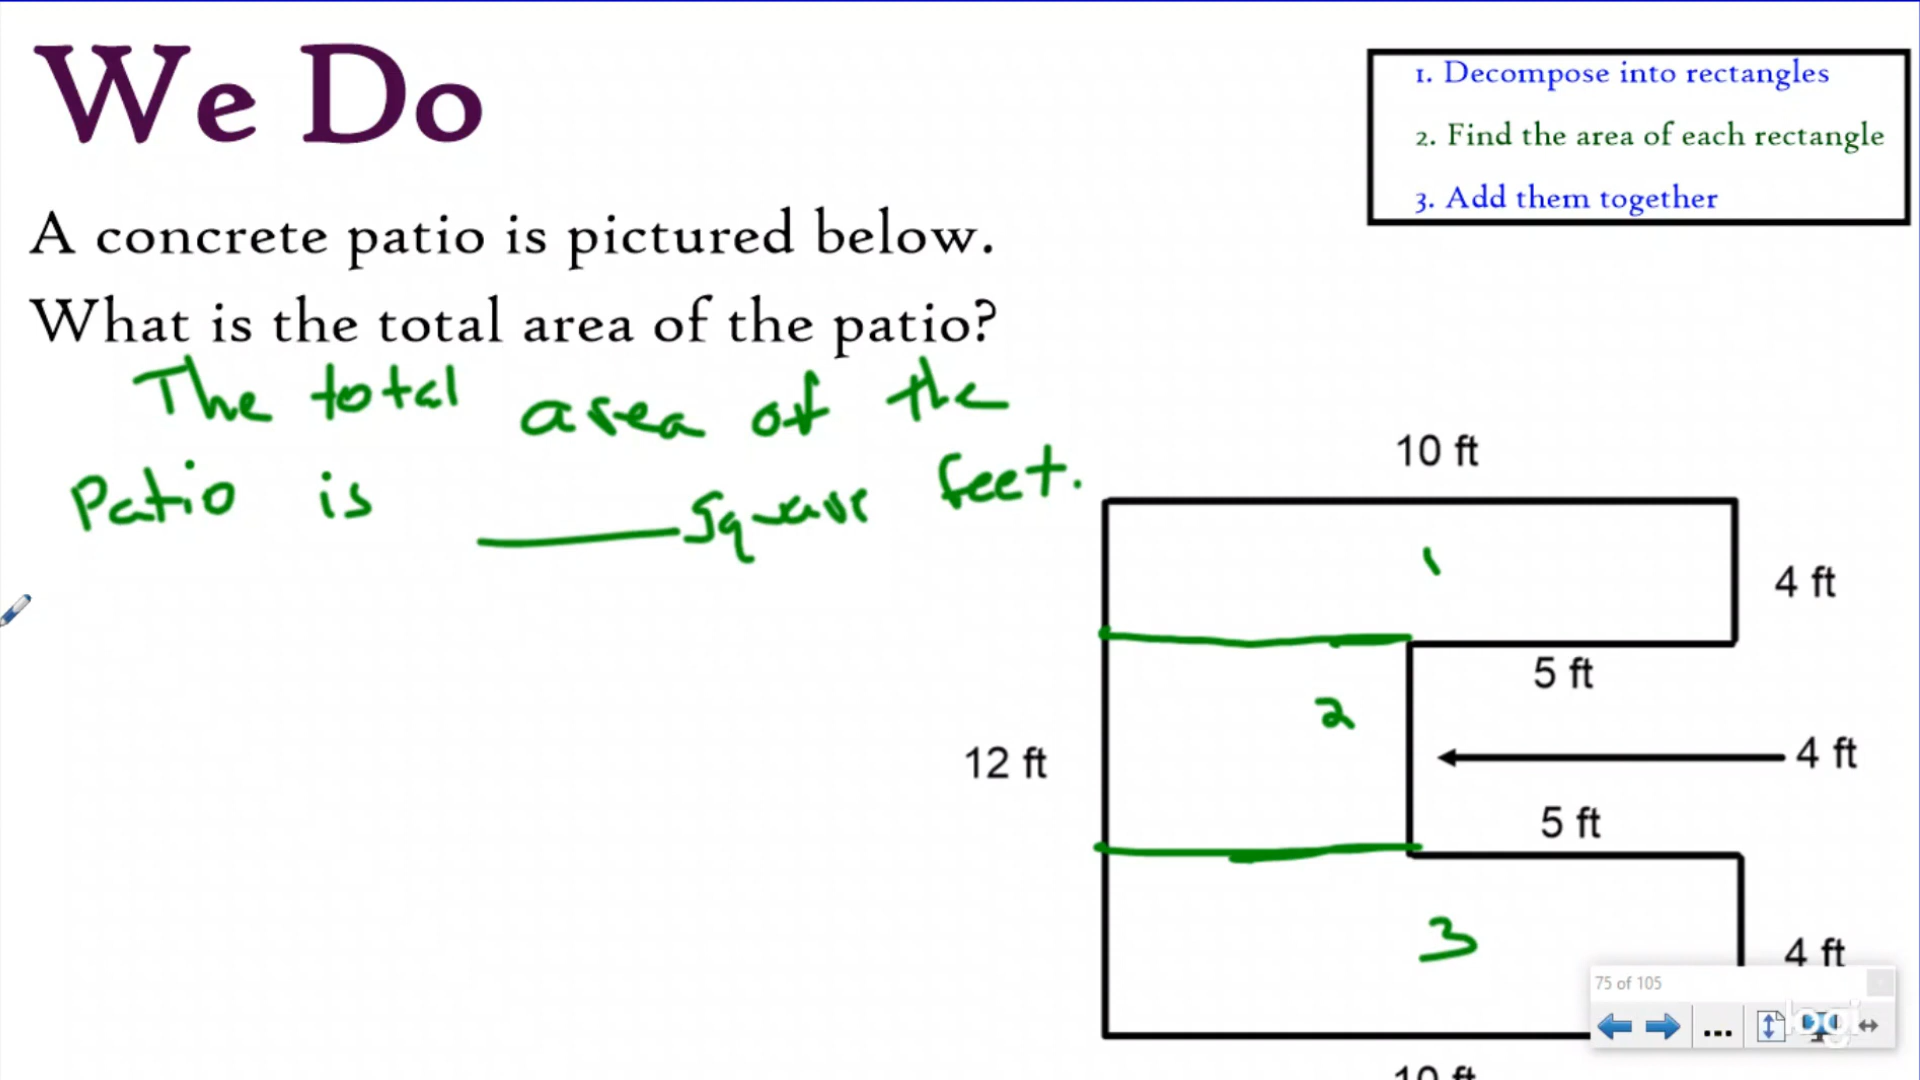 We Do
1. Decompose into rectangles
2. Find the area of each rectangle
3. Add them together
A concrete patio is pictured below.
What is the total area of the patio?
The total area of the
Patio is ____ square feet.
10 ft
1
4 ft
5 ft
2
12 ft
4 ft
5 ft
3
4 ft
75 of 105
...
logi
10 ft